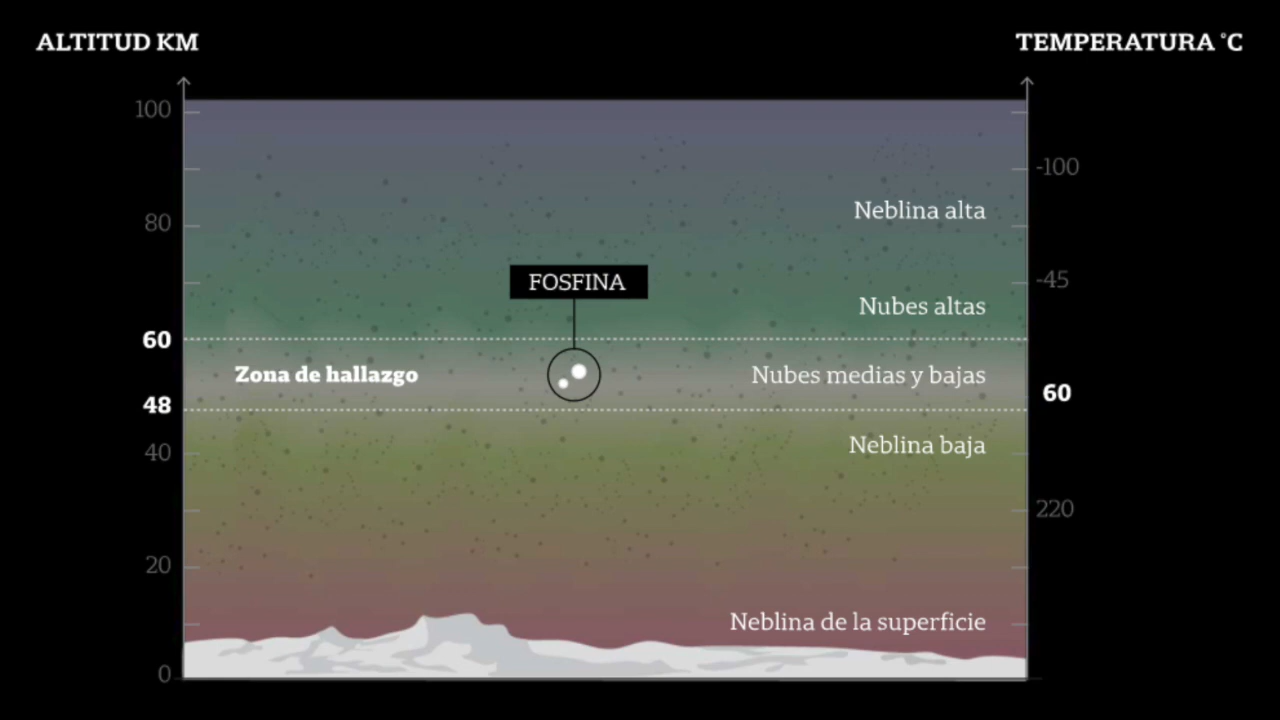 ALTITUD KM
TEMPERATURA °C
100
-100
Neblina alta
80
FOSFINA
-45
Nubes altas
60
Zona de hallazgo
Nubes medias y bajas
60
48
Neblina baja
40
220
20
Neblina de la superficie
0